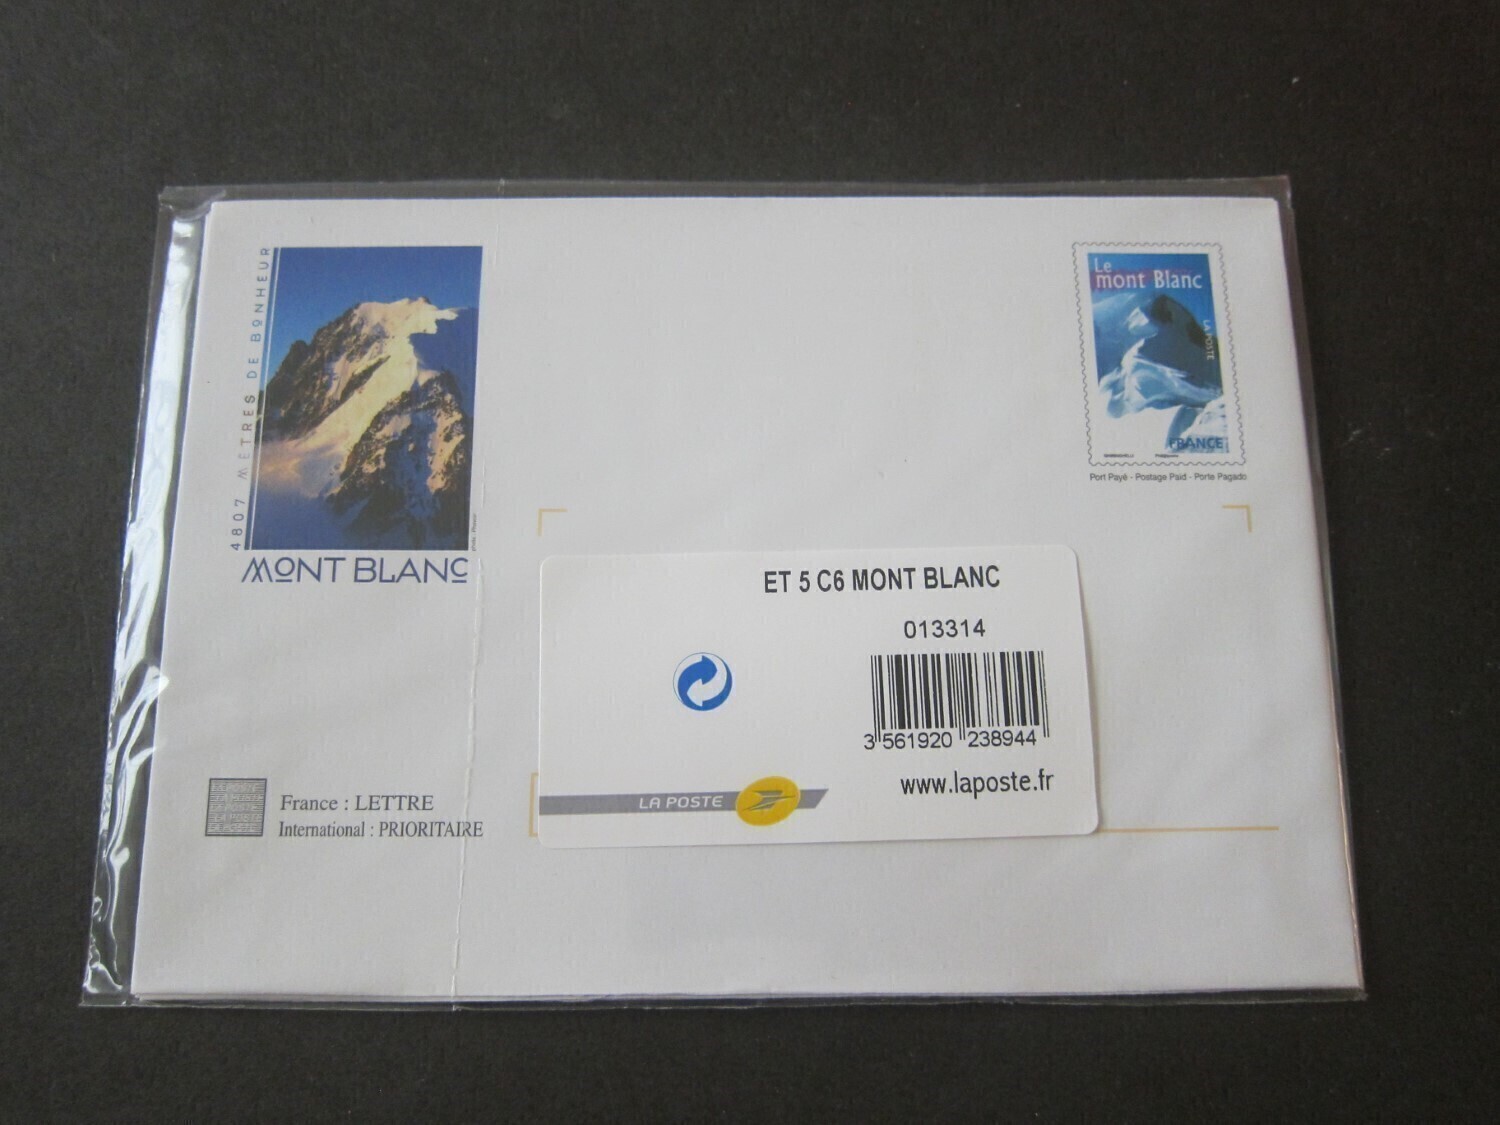 4807 METRES DE BONHEUR
MONT BLANC
Le
mont Blanc
LA POSTE
FRANCE
Port Payé - Postage Paid - Porte Pagado
ET 5 C6 MONT BLANC
013314
3 561920 238944
www.laposte.fr
LA POSTE
France : LETTRE
International : PRIORITAIRE